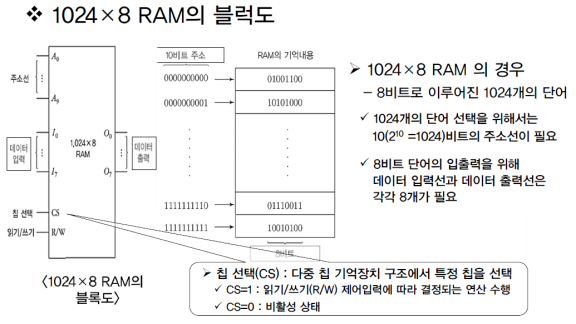 ❖ 1024×8 RAM의 블럭도
주소선
A0
A9
데이터
입력
I0
I7
1,024×8
RAM
O0
O7
데이터
출력
칩 선택
CS
읽기/쓰기
R/W
〈1024×8 RAM의
블록도〉
10비트 주소
RAM의 기억내용
0000000000
01001100
0000000001
10101000
1111111110
01110011
1111111111
10010100
8비트
➢ 1024×8 RAM 의 경우
– 8비트로 이루어진 1024개의 단어
✓ 1024개의 단어 선택을 위해서는
10(2¹⁰ =1024)비트의 주소선이 필요
✓ 8비트 단어의 입출력을 위해
데이터 입력선과 데이터 출력선은
각각 8개가 필요
➢ 칩 선택(CS) : 다중 칩 기억장치 구조에서 특정 칩을 선택
✓ CS=1 : 읽기/쓰기(R/W) 제어입력에 따라 결정되는 연산 수행
✓ CS=0 : 비활성 상태